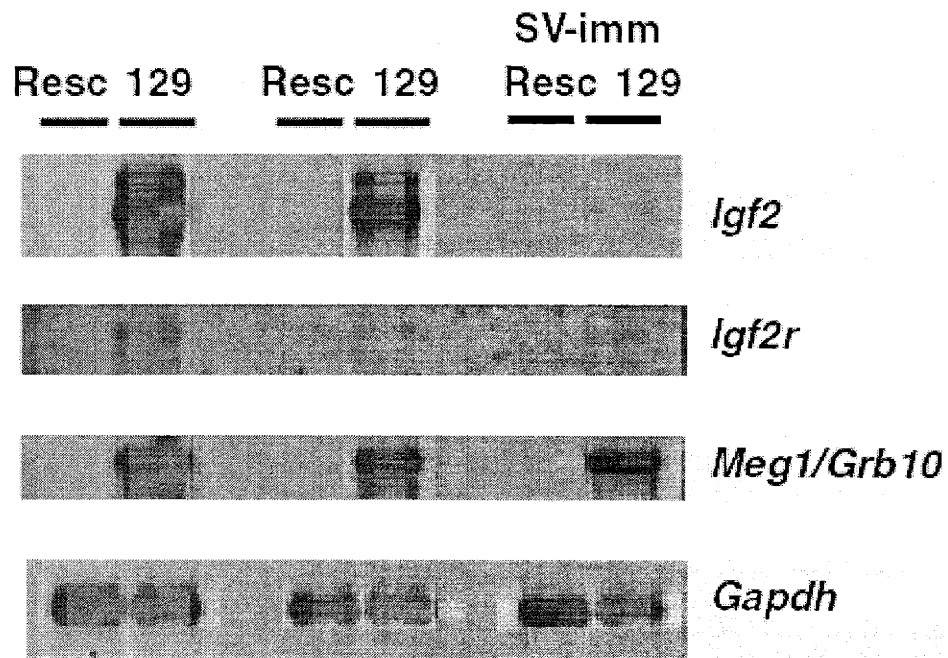 SV-imm
Resc 129 Resc 129 Resc 129
Igf2
Igf2r
Meg1/Grb10
Gapdh